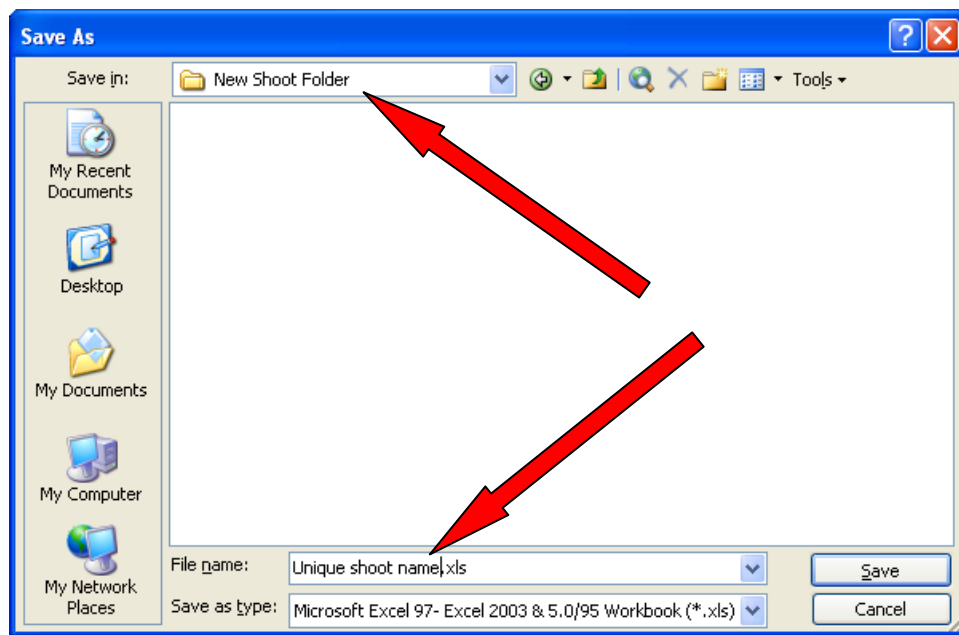 Save As
Save in:
New Shoot Folder
Tools
My Recent
Documents
Desktop
My Documents
My Computer
My Network
Places
File name:
Unique shoot name.xls
Save
Save as type:
Microsoft Excel 97- Excel 2003 & 5.0/95 Workbook (*.xls)
Cancel